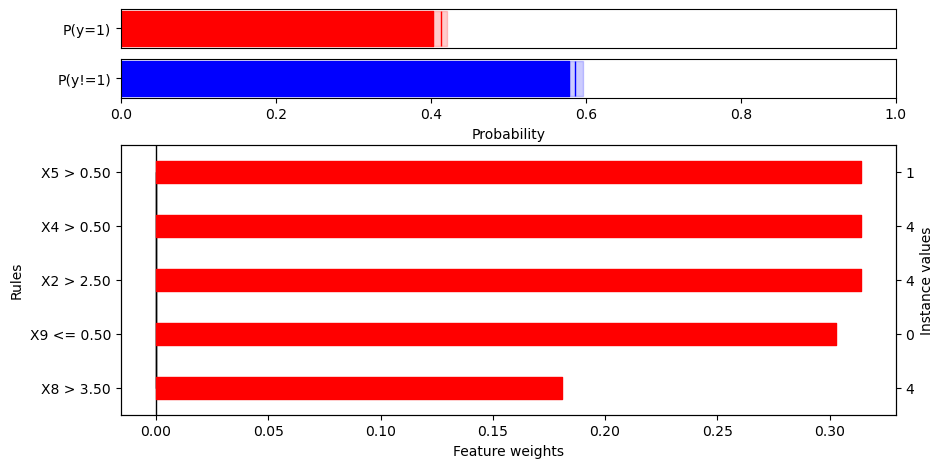 P(y=1)
P(y!=1)
0.0 0.2 0.4 0.6 0.8 1.0
Probability
Rules
X5 > 0.50 1
X4 > 0.50 4
X2 > 2.50 4
X9 <= 0.50 0
X8 > 3.50 4
Instance values
0.00 0.05 0.10 0.15 0.20 0.25 0.30
Feature weights